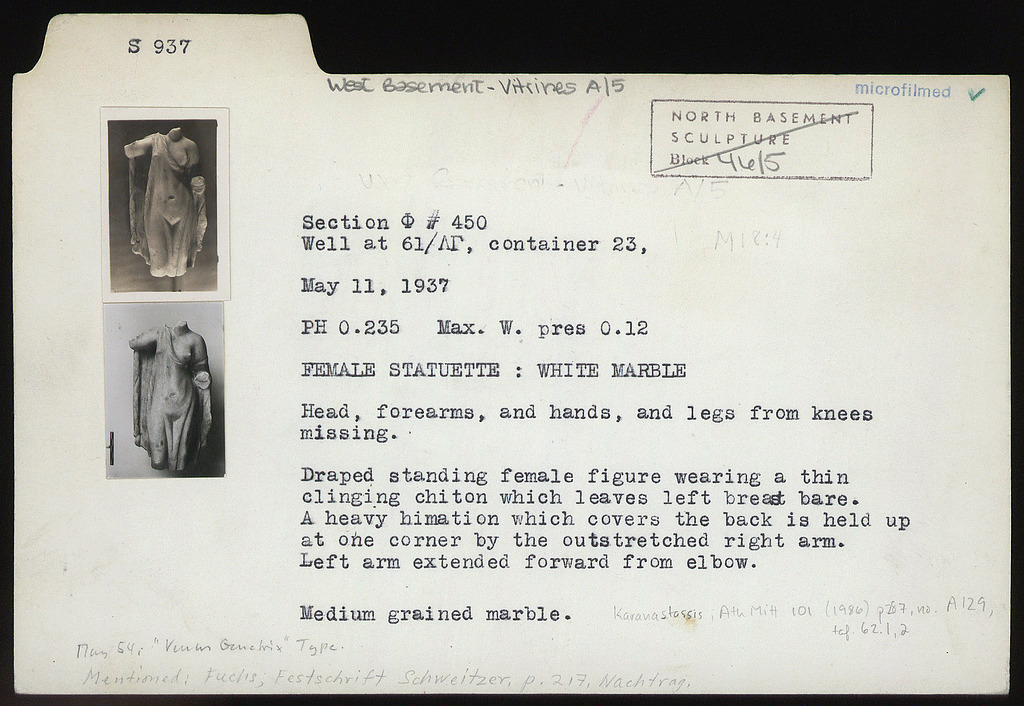 S 937
West Basement - Vitrines A/5
microfilmed ✓
NORTH BASEMENT
SCULPTURE
Block 46/5
A/5
Section Φ # 450
Well at 61/ΛΓ, container 23,
M18:4
May 11, 1937
PH 0.235 Max. W. pres 0.12
FEMALE STATUETTE : WHITE MARBLE
Head, forearms, and hands, and legs from knees
missing.
Draped standing female figure wearing a thin
clinging chiton which leaves left breast bare.
A heavy himation which covers the back is held up
at one corner by the outstretched right arm.
Left arm extended forward from elbow.
Medium grained marble.
Karanastassis, Ath Mitt 101 (1986) p287, no. A129,
taf. 62.1,2
May 54: "Venus Genetrix" Type.
Mentioned: Fuchs, Festschrift Schweitzer, p. 217, Nachtrag.